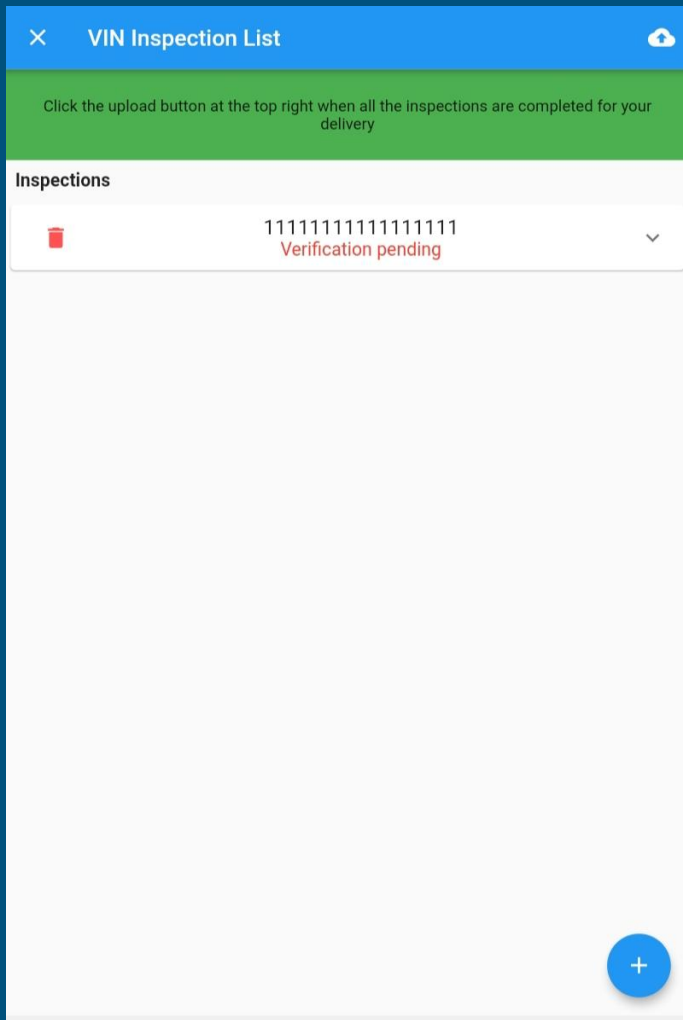 VIN Inspection List
Click the upload button at the top right when all the inspections are completed for your
delivery
Inspections
11111111111111111
Verification pending